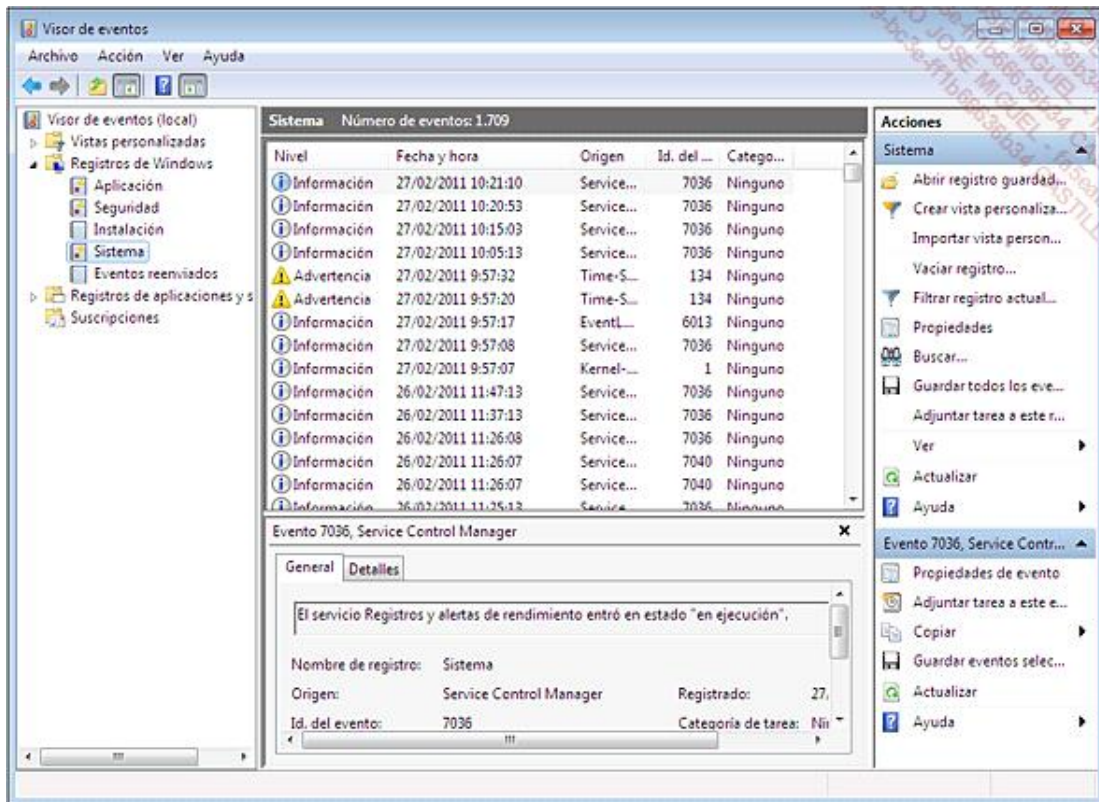 Visor de eventos
Archivo Acción Ver Ayuda
Visor de eventos (local)
Vistas personalizadas
Registros de Windows
Aplicación
Seguridad
Instalación
Sistema
Eventos reenviados
Registros de aplicaciones y s
Suscripciones
Sistema Número de eventos: 1.709
Nivel Fecha y hora Origen Id. del ... Catego...
Información 27/02/2011 10:21:10 Service... 7036 Ninguno
Información 27/02/2011 10:20:53 Service... 7036 Ninguno
Información 27/02/2011 10:15:03 Service... 7036 Ninguno
Información 27/02/2011 10:05:13 Service... 7036 Ninguno
Advertencia 27/02/2011 9:57:32 Time-S... 134 Ninguno
Advertencia 27/02/2011 9:57:20 Time-S... 134 Ninguno
Información 27/02/2011 9:57:17 EventL... 6013 Ninguno
Información 27/02/2011 9:57:08 Service... 7036 Ninguno
Información 27/02/2011 9:57:07 Kernel-... 1 Ninguno
Información 26/02/2011 11:47:13 Service... 7036 Ninguno
Información 26/02/2011 11:37:13 Service... 7036 Ninguno
Información 26/02/2011 11:26:08 Service... 7036 Ninguno
Información 26/02/2011 11:26:07 Service... 7040 Ninguno
Información 26/02/2011 11:26:07 Service... 7040 Ninguno
Información 26/02/2011 11:25:13 Service... 7036 Ninguno
Evento 7036, Service Control Manager
General Detalles
El servicio Registros y alertas de rendimiento entró en estado "en ejecución".
Nombre de registro: Sistema
Origen: Service Control Manager Registrado: 27,
Id. del evento: 7036 Categoría de tarea: Nin
Acciones
Sistema
Abrir registro guardad...
Crear vista personaliza...
Importar vista person...
Vaciar registro...
Filtrar registro actual...
Propiedades
Buscar...
Guardar todos los eve...
Adjuntar tarea a este r...
Ver
Actualizar
Ayuda
Evento 7036, Service Contr...
Propiedades de evento
Adjuntar tarea a este e...
Copiar
Guardar eventos selec...
Actualizar
Ayuda
JOSE MIGUEL